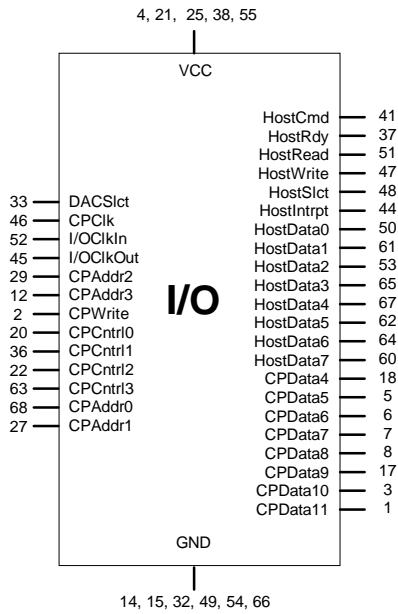 4, 21, 25, 38, 55
VCC
HostCmd 41
HostRdy 37
HostRead 51
HostWrite 47
HostSlct 48
HostIntrpt 44
HostData0 50
HostData1 61
HostData2 53
HostData3 65
HostData4 67
HostData5 62
HostData6 64
HostData7 60
CPData4 18
CPData5 5
CPData6 6
CPData7 7
CPData8 8
CPData9 17
CPData10 3
CPData11 1
33 DACSlct
46 CPClk
52 I/OClkIn
45 I/OClkOut
29 CPAddr2
12 CPAddr3
2 CPWrite
20 CPCntrl0
36 CPCntrl1
22 CPCntrl2
63 CPCntrl3
68 CPAddr0
27 CPAddr1
I/O
GND
14, 15, 32, 49, 54, 66